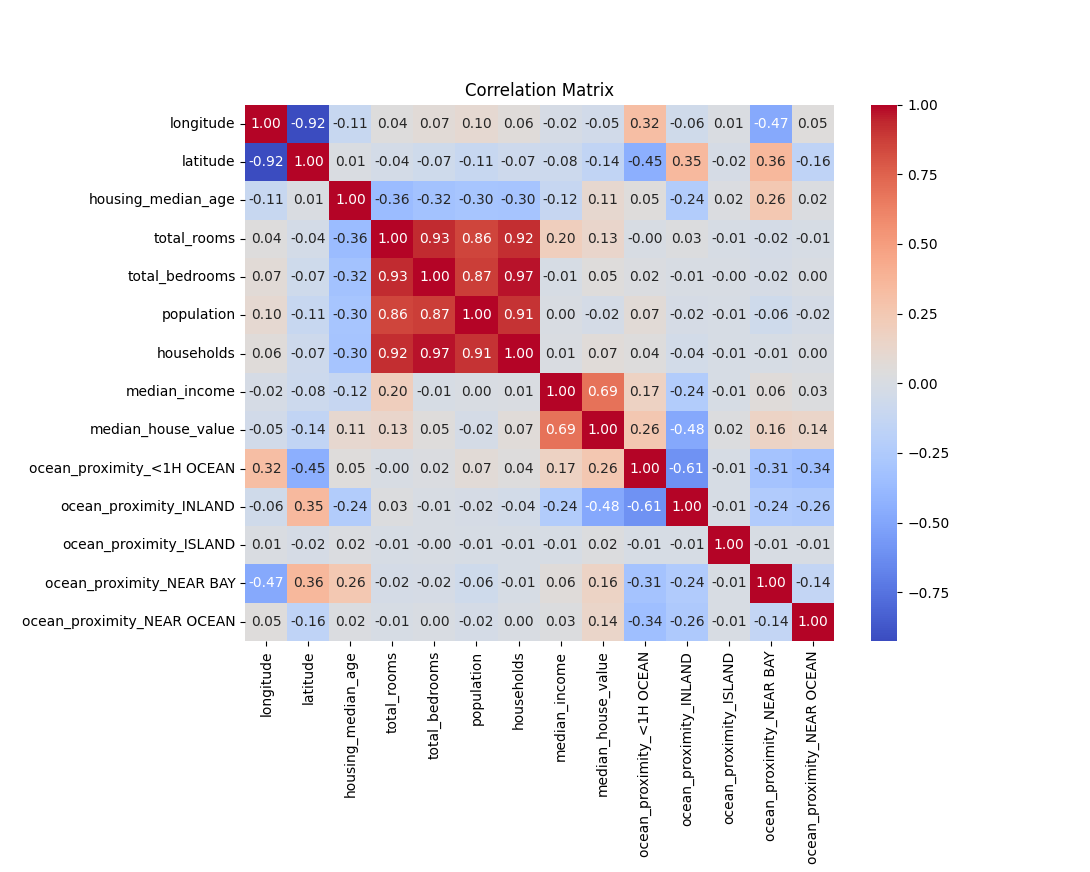 Correlation Matrix
longitude 1.00 -0.92 -0.11 0.04 0.07 0.10 0.06 -0.02 -0.05 0.32 -0.06 0.01 -0.47 0.05
latitude -0.92 1.00 0.01 -0.04 -0.07 -0.11 -0.07 -0.08 -0.14 -0.45 0.35 -0.02 0.36 -0.16
housing_median_age -0.11 0.01 1.00 -0.36 -0.32 -0.30 -0.30 -0.12 0.11 0.05 -0.24 0.02 0.26 0.02
total_rooms 0.04 -0.04 -0.36 1.00 0.93 0.86 0.92 0.20 0.13 -0.00 0.03 -0.01 -0.02 -0.01
total_bedrooms 0.07 -0.07 -0.32 0.93 1.00 0.87 0.97 -0.01 0.05 0.02 -0.01 -0.00 -0.02 0.00
population 0.10 -0.11 -0.30 0.86 0.87 1.00 0.91 0.00 -0.02 0.07 -0.02 -0.01 -0.06 -0.02
households 0.06 -0.07 -0.30 0.92 0.97 0.91 1.00 0.01 0.07 0.04 -0.04 -0.01 -0.01 0.00
median_income -0.02 -0.08 -0.12 0.20 -0.01 0.00 0.01 1.00 0.69 0.17 -0.24 -0.01 0.06 0.03
median_house_value -0.05 -0.14 0.11 0.13 0.05 -0.02 0.07 0.69 1.00 0.26 -0.48 0.02 0.16 0.14
ocean_proximity_<1H OCEAN 0.32 -0.45 0.05 -0.00 0.02 0.07 0.04 0.17 0.26 1.00 -0.61 -0.01 -0.31 -0.34
ocean_proximity_INLAND -0.06 0.35 -0.24 0.03 -0.01 -0.02 -0.04 -0.24 -0.48 -0.61 1.00 -0.01 -0.24 -0.26
ocean_proximity_ISLAND 0.01 -0.02 0.02 -0.01 -0.00 -0.01 -0.01 -0.01 0.02 -0.01 -0.01 1.00 -0.01 -0.01
ocean_proximity_NEAR BAY -0.47 0.36 0.26 -0.02 -0.02 -0.06 -0.01 0.06 0.16 -0.31 -0.24 -0.01 1.00 -0.14
ocean_proximity_NEAR OCEAN 0.05 -0.16 0.02 -0.01 0.00 -0.02 0.00 0.03 0.14 -0.34 -0.26 -0.01 -0.14 1.00
longitude
latitude
housing_median_age
total_rooms
total_bedrooms
population
households
median_income
median_house_value
ocean_proximity_<1H OCEAN
ocean_proximity_INLAND
ocean_proximity_ISLAND
ocean_proximity_NEAR BAY
ocean_proximity_NEAR OCEAN
1.00
0.75
0.50
0.25
0.00
−0.25
−0.50
−0.75